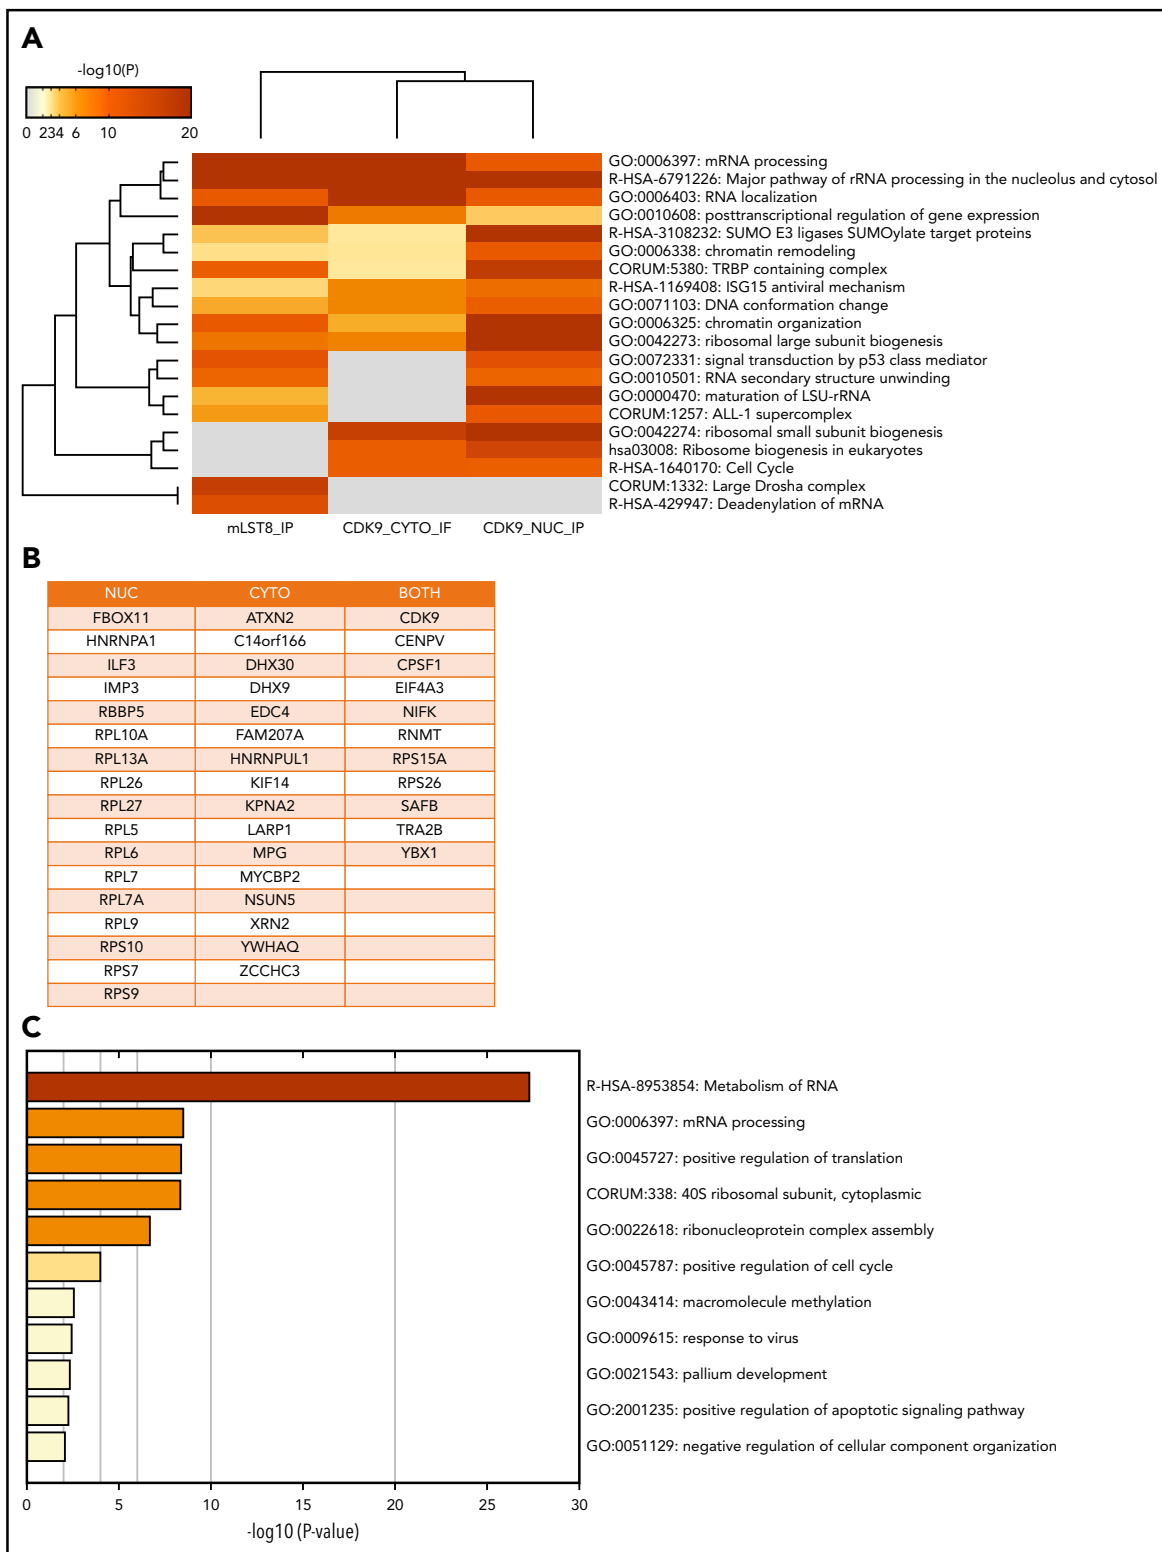 A
-log10(P)
0 2 3 4 6 10 20
GO:0006397: mRNA processing
R-HSA-6791226: Major pathway of rRNA processing in the nucleolus and cytosol
GO:0006403: RNA localization
GO:0010608: posttranscriptional regulation of gene expression
R-HSA-3108232: SUMO E3 ligases SUMOylate target proteins
GO:0006338: chromatin remodeling
CORUM:5380: TRBP containing complex
R-HSA-1169408: ISG15 antiviral mechanism
GO:0071103: DNA conformation change
GO:0006325: chromatin organization
GO:0042273: ribosomal large subunit biogenesis
GO:0072331: signal transduction by p53 class mediator
GO:0010501: RNA secondary structure unwinding
GO:0000470: maturation of LSU-rRNA
CORUM:1257: ALL-1 supercomplex
GO:0042274: ribosomal small subunit biogenesis
hsa03008: Ribosome biogenesis in eukaryotes
R-HSA-1640170: Cell Cycle
CORUM:1332: Large Drosha complex
R-HSA-429947: Deadenylation of mRNA
mLST8_IP CDK9_CYTO_IF CDK9_NUC_IP
B
NUC CYTO BOTH
FBOX11 ATXN2 CDK9
HNRNPA1 C14orf166 CENPV
ILF3 DHX30 CPSF1
IMP3 DHX9 EIF4A3
RBBP5 EDC4 NIFK
RPL10A FAM207A RNMT
RPL13A HNRNPUL1 RPS15A
RPL26 KIF14 RPS26
RPL27 KPNA2 SAFB
RPL5 LARP1 TRA2B
RPL6 MPG YBX1
RPL7 MYCBP2
RPL7A NSUN5
RPL9 XRN2
RPS10 YWHAQ
RPS7 ZCCHC3
RPS9
C
R-HSA-8953854: Metabolism of RNA
GO:0006397: mRNA processing
GO:0045727: positive regulation of translation
CORUM:338: 40S ribosomal subunit, cytoplasmic
GO:0022618: ribonucleoprotein complex assembly
GO:0045787: positive regulation of cell cycle
GO:0043414: macromolecule methylation
GO:0009615: response to virus
GO:0021543: pallium development
GO:2001235: positive regulation of apoptotic signaling pathway
GO:0051129: negative regulation of cellular component organization
0 5 10 15 20 25 30
-log10 (P-value)